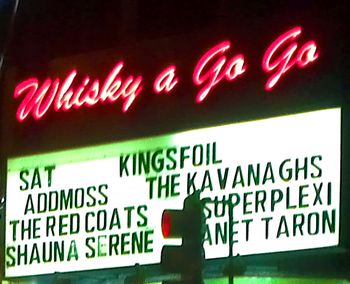 Whisky a Go Go
SAT KINGSFOIL
ADDMOSS THE KAVANAGHS
THE RED COATS SUPERPLEXI
SHAUNA SERENE ANET TARON